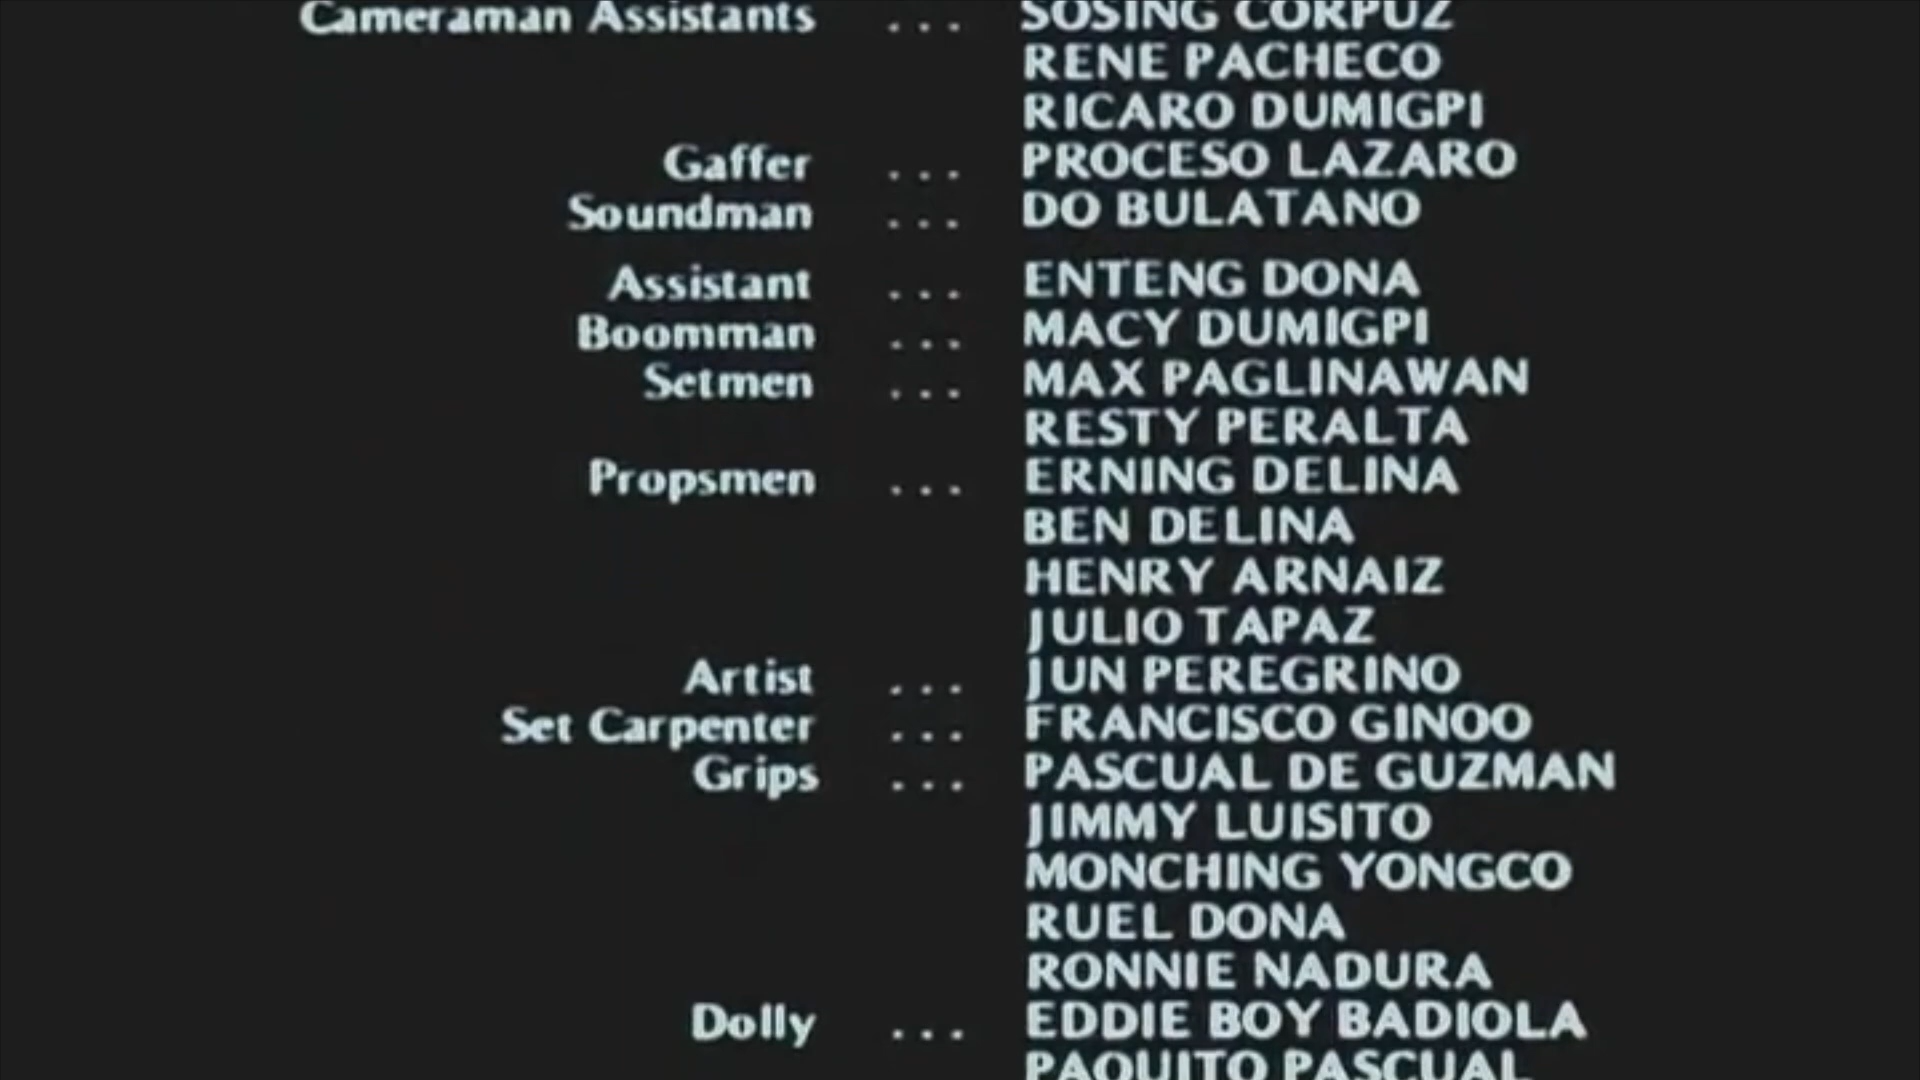 Cameraman Assistants ... SOSING CORPUZ
RENE PACHECO
RICARO DUMIGPI
Gaffer ... PROCESO LAZARO
Soundman ... DO BULATANO
Assistant ... ENTENG DONA
Boomman ... MACY DUMIGPI
Setmen ... MAX PAGLINAWAN
RESTY PERALTA
Propsmen ... ERNING DELINA
BEN DELINA
HENRY ARNAIZ
JULIO TAPAZ
Artist ... JUN PEREGRINO
Set Carpenter ... FRANCISCO GINOO
Grips ... PASCUAL DE GUZMAN
JIMMY LUISITO
MONCHING YONGCO
RUEL DONA
RONNIE NADURA
Dolly ... EDDIE BOY BADIOLA
PAQUITO PASCUAL